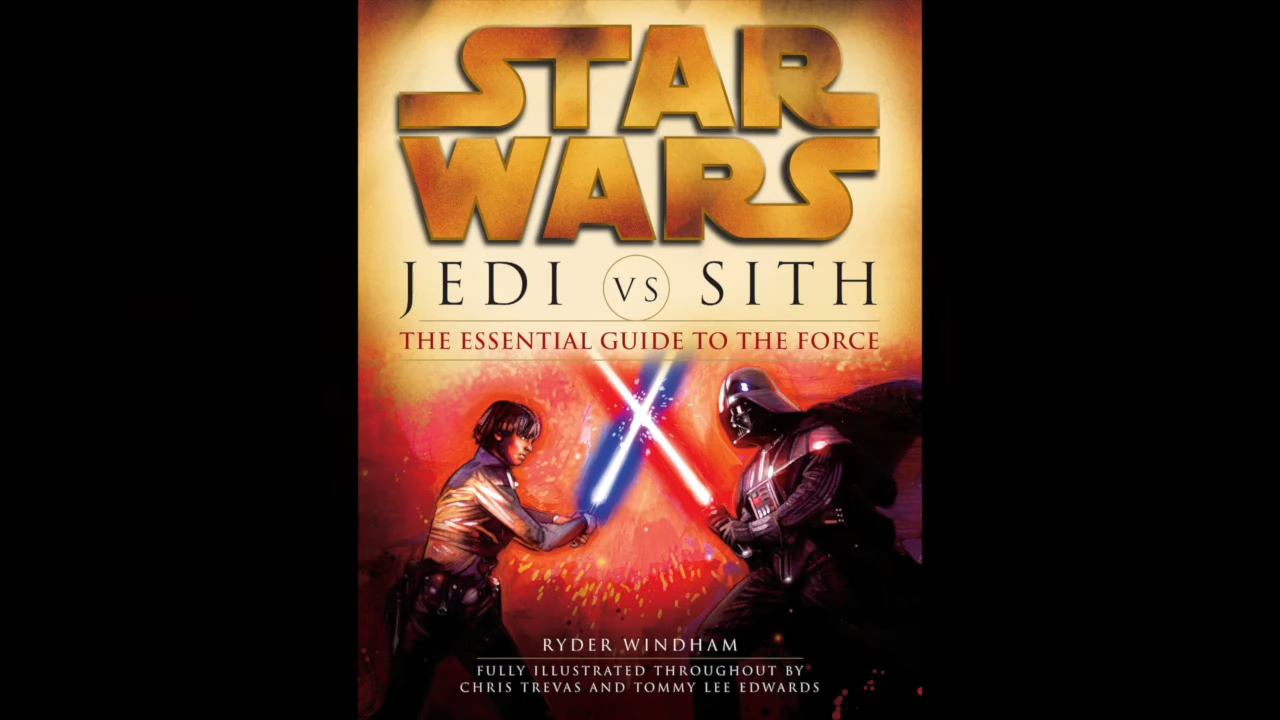 STAR
WARS
JEDI VS SITH
THE ESSENTIAL GUIDE TO THE FORCE
RYDER WINDHAM
FULLY ILLUSTRATED THROUGHOUT BY
CHRIS TREVAS AND TOMMY LEE EDWARDS